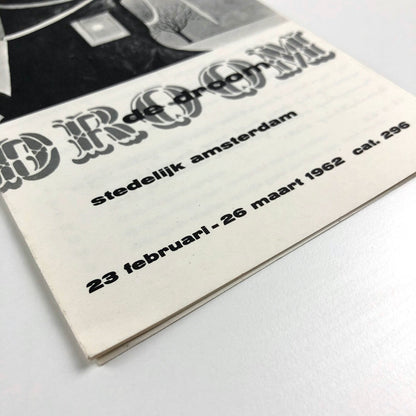 DROOM
de droom
stedelijk amsterdam
23 februari - 26 maart 1962 cat. 296